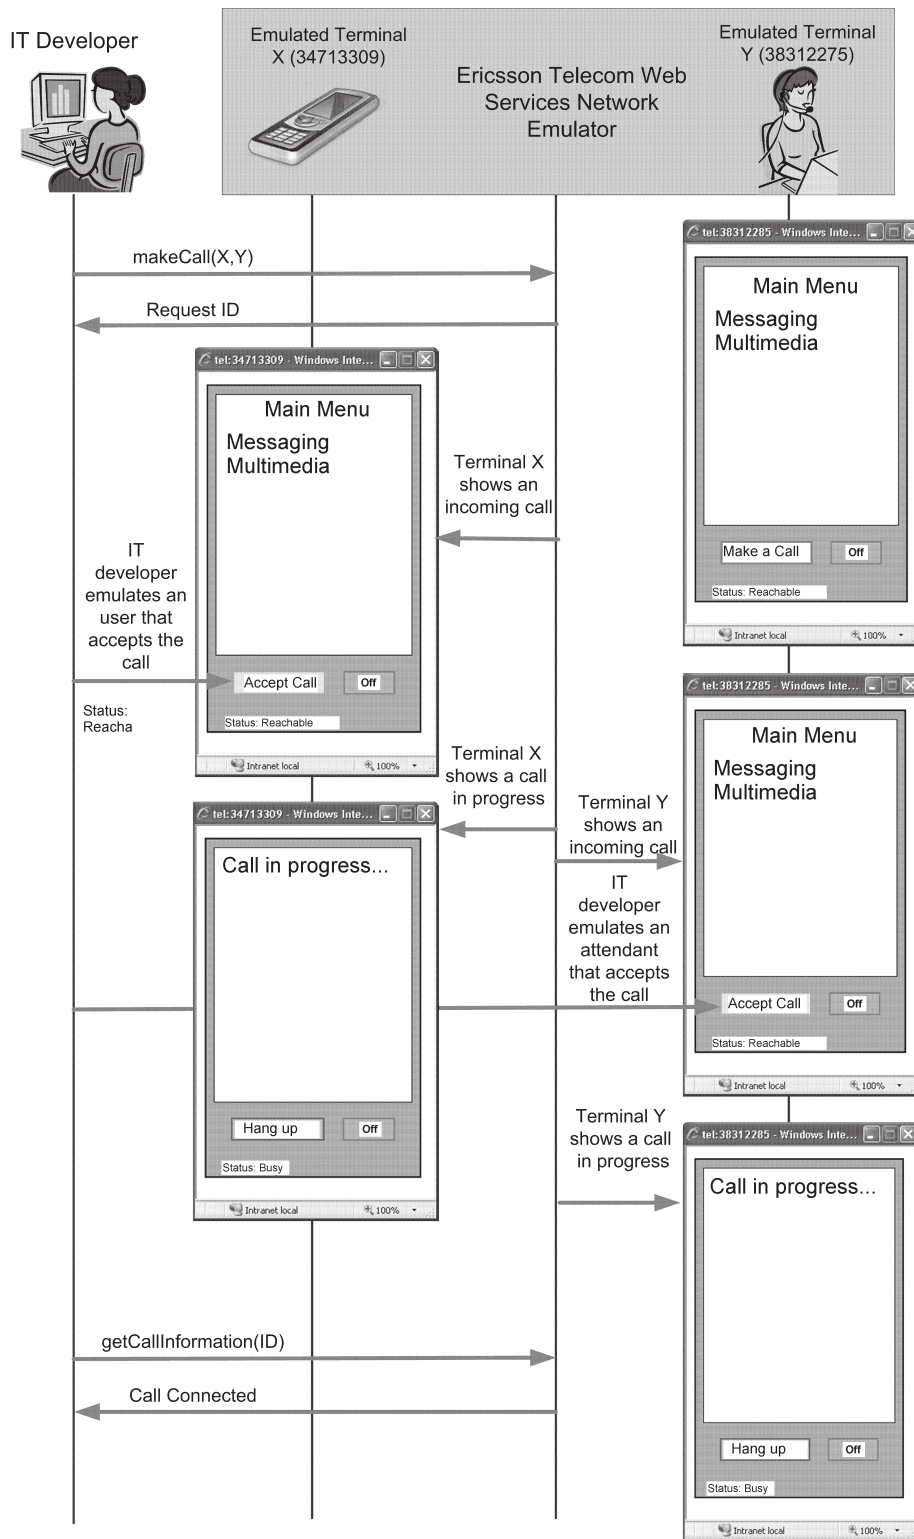 IT Developer
Emulated Terminal
X (34713309)
Ericsson Telecom Web
Services Network
Emulator
Emulated Terminal
Y (38312275)
makeCall(X,Y)
Request ID
tel:38312285 - Windows Inte...
Main Menu
Messaging
Multimedia
Make a Call
Off
Status: Reachable
Intranet local
100%
tel:34713309 - Windows Inte...
Main Menu
Messaging
Multimedia
Accept Call
Off
Status: Reachable
Intranet local
100%
Terminal X
shows an
incoming call
IT
developer
emulates an
user that
accepts the
call
Status:
Reacha
Terminal X
shows a call
in progress
Terminal Y
shows an
incoming call
tel:38312285 - Windows Inte...
Main Menu
Messaging
Multimedia
Accept Call
Off
Status: Reachable
Intranet local
100%
tel:34713309 - Windows Inte...
Call in progress...
Hang up
Off
Status: Busy
Intranet local
100%
IT
developer
emulates an
attendant
that accepts
the call
Terminal Y
shows a call
in progress
tel:38312285 - Windows Inte...
Call in progress...
Hang up
Off
Status: Busy
Intranet local
100%
getCallInformation(ID)
Call Connected